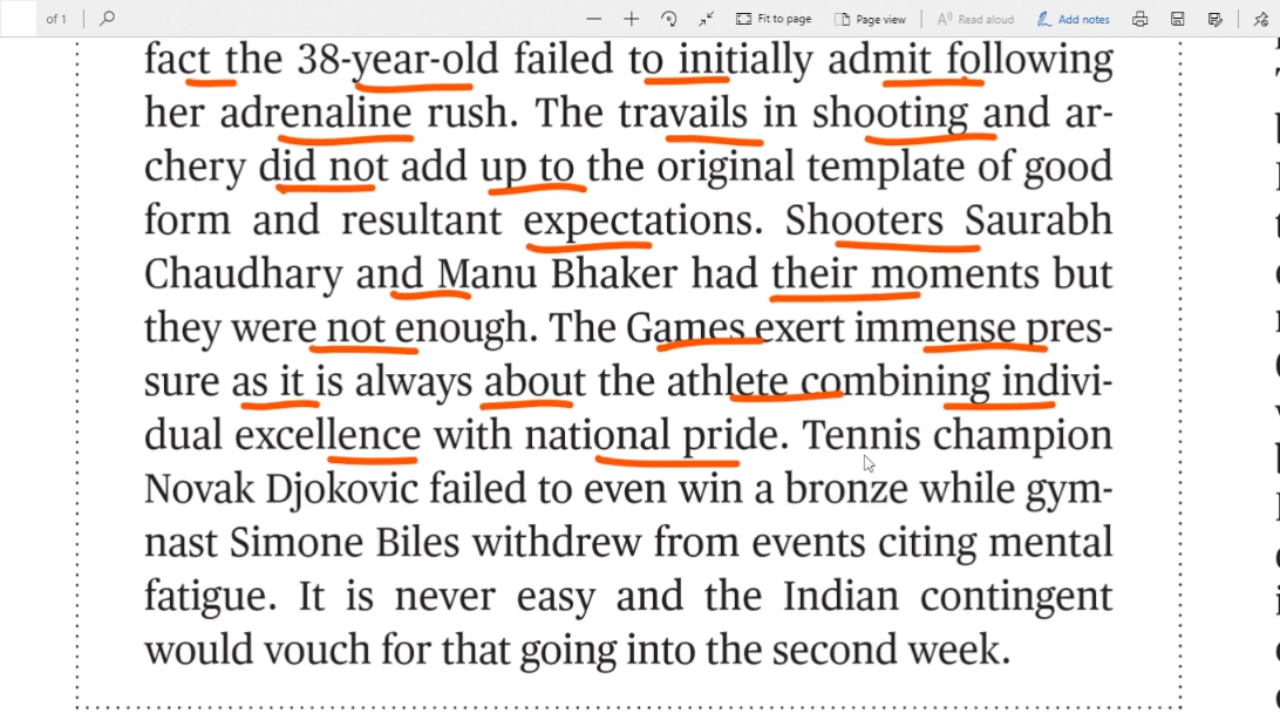 of 1
Fit to page
Page view
Read aloud
Add notes
fact the 38-year-old failed to initially admit following
her adrenaline rush. The travails in shooting and ar-
chery did not add up to the original template of good
form and resultant expectations. Shooters Saurabh
Chaudhary and Manu Bhaker had their moments but
they were not enough. The Games exert immense pres-
sure as it is always about the athlete combining indivi-
dual excellence with national pride. Tennis champion
Novak Djokovic failed to even win a bronze while gym-
nast Simone Biles withdrew from events citing mental
fatigue. It is never easy and the Indian contingent
would vouch for that going into the second week.